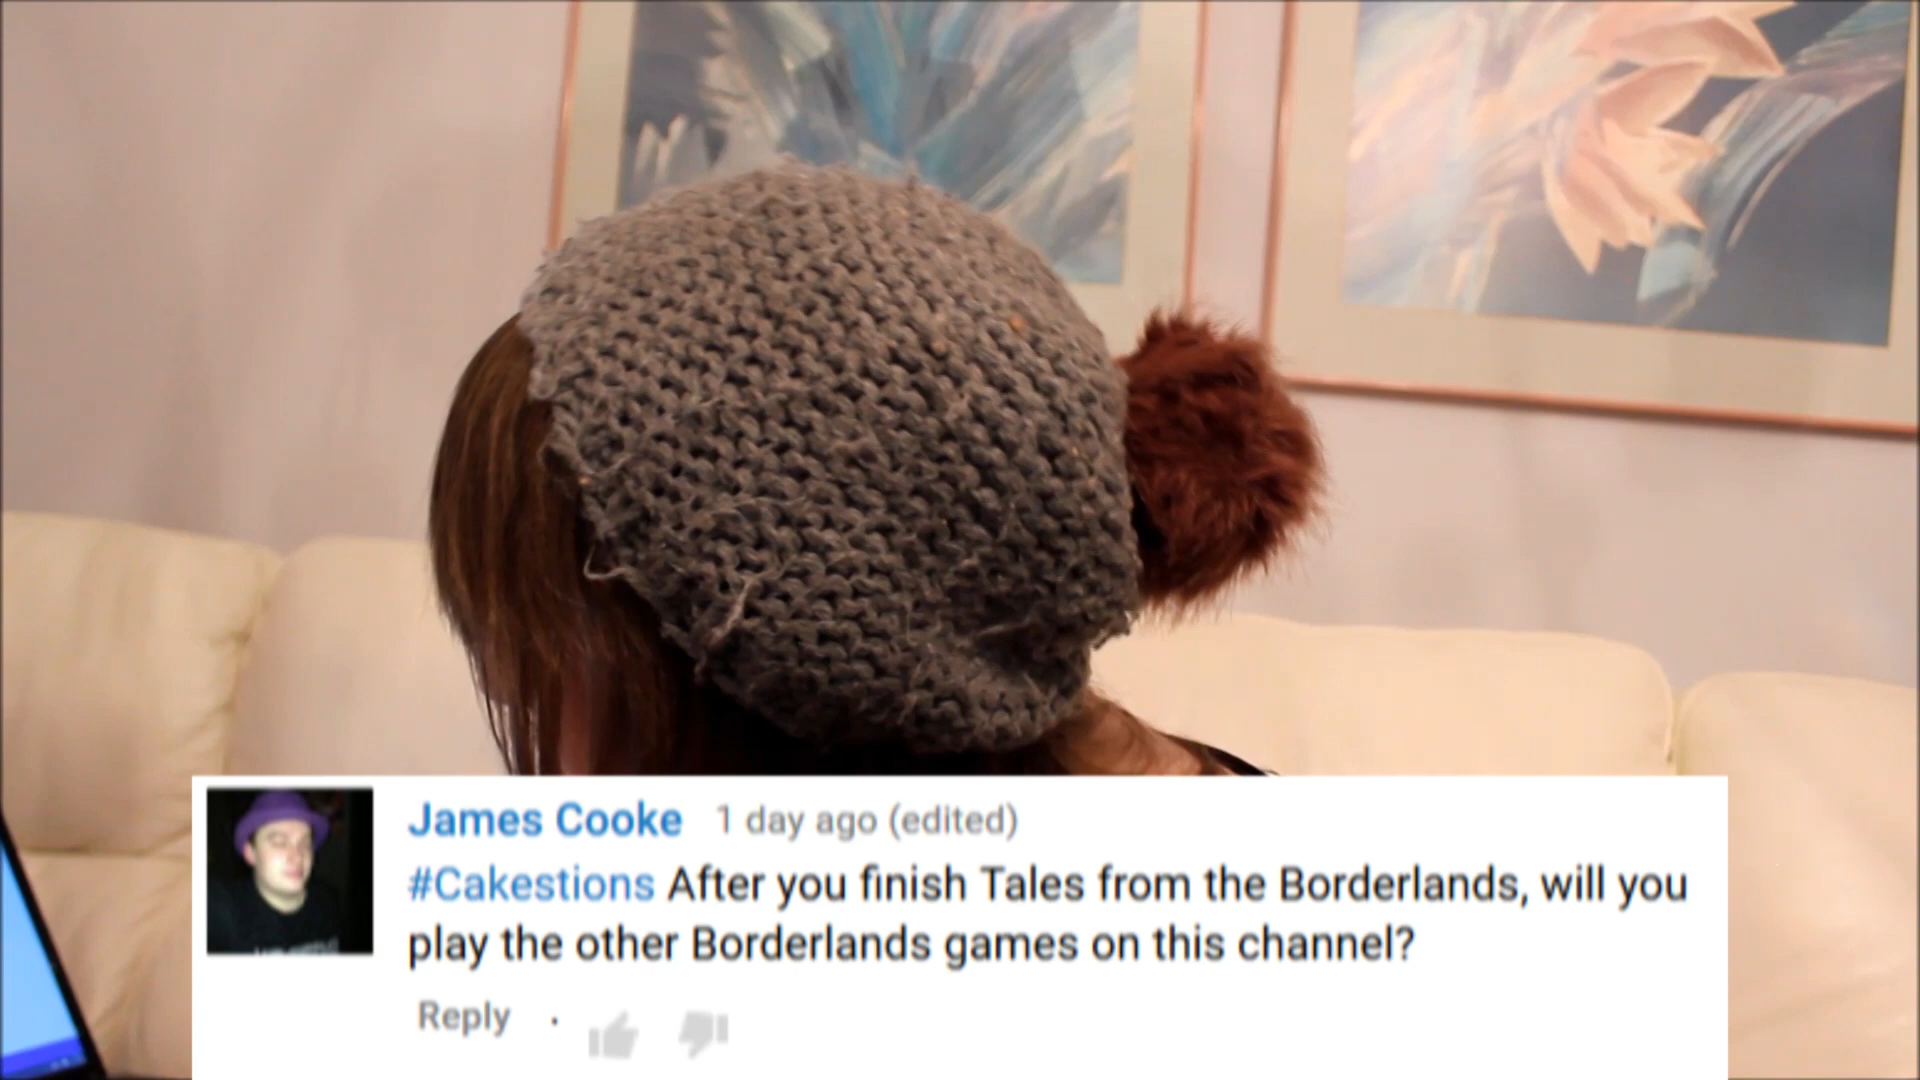 James Cooke 1 day ago (edited)
#Cakestions After you finish Tales from the Borderlands, will you
play the other Borderlands games on this channel?
Reply ·